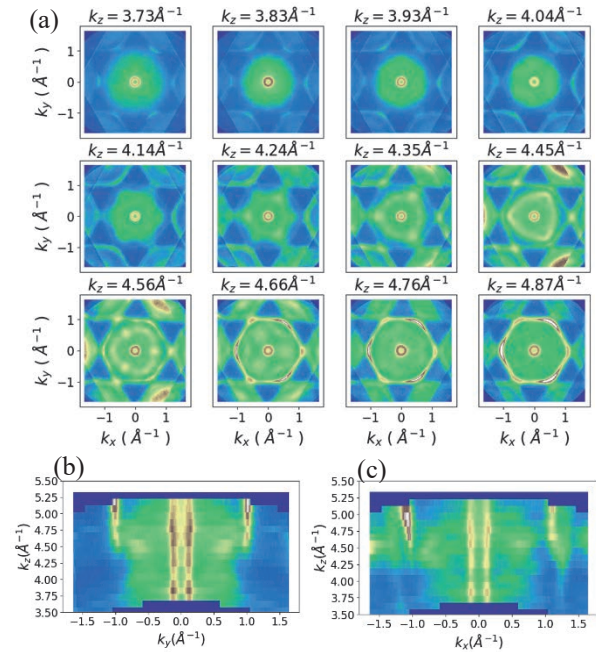 (a)
k_z = 3.73Å⁻¹ k_z = 3.83Å⁻¹ k_z = 3.93Å⁻¹ k_z = 4.04Å⁻¹
k_y ( Å⁻¹ )
1
0
−1
k_z = 4.14Å⁻¹ k_z = 4.24Å⁻¹ k_z = 4.35Å⁻¹ k_z = 4.45Å⁻¹
k_y ( Å⁻¹ )
1
0
−1
k_z = 4.56Å⁻¹ k_z = 4.66Å⁻¹ k_z = 4.76Å⁻¹ k_z = 4.87Å⁻¹
k_y ( Å⁻¹ )
1
0
−1
−1 0 1 −1 0 1 −1 0 1 −1 0 1
k_x ( Å⁻¹ ) k_x ( Å⁻¹ ) k_x ( Å⁻¹ ) k_x ( Å⁻¹ )
(b) (c)
5.50 5.50
5.25 5.25
5.00 5.00
4.75 4.75
k_z(Å⁻¹) k_z(Å⁻¹)
4.50 4.50
4.25 4.25
4.00 4.00
3.75 3.75
3.50 3.50
−1.5 −1.0 −0.5 0.0 0.5 1.0 1.5 −1.5 −1.0 −0.5 0.0 0.5 1.0 1.5
k_y(Å⁻¹) k_x(Å⁻¹)